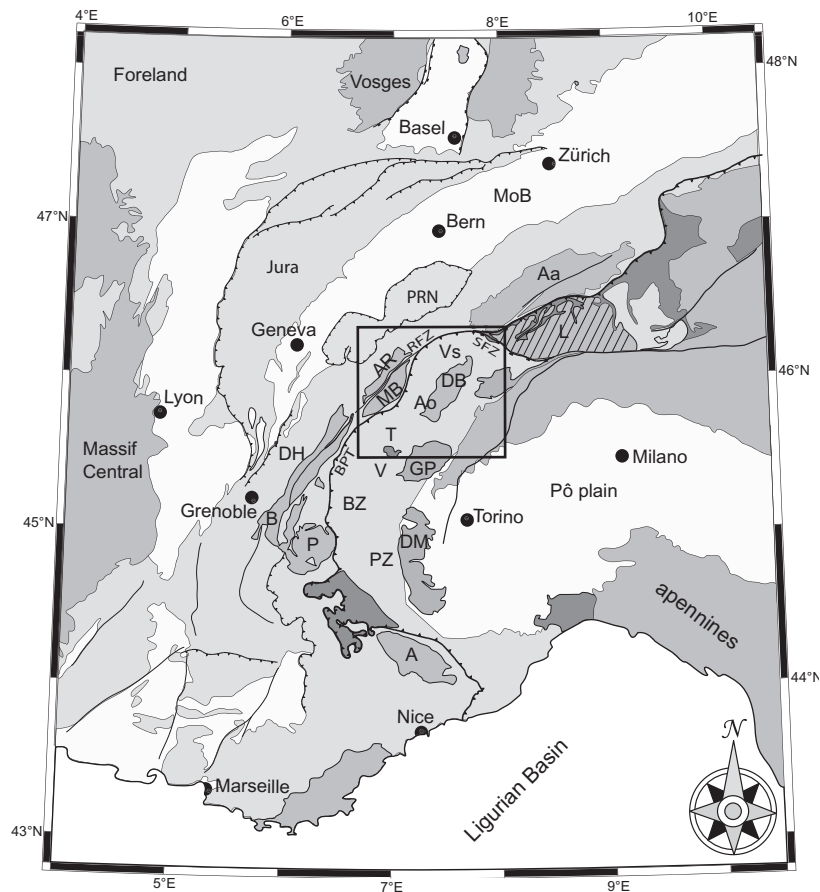 4°E
6°E
8°E
10°E
48°N
Foreland
Vosges
Basel
Zürich
MoB
47°N
Bern
Jura
Aa
PRN
Geneva
L
RFZ
SFZ
AR
Vs
46°N
DB
MB
Ao
Lyon
T
Massif
Central
DH
BPT
V
GP
Milano
Pô plain
BZ
Grenoble
B
Torino
45°N
P
DM
PZ
apennines
A
44°N
Nice
N
Marseille
Ligurian Basin
43°N
5°E
7°E
9°E